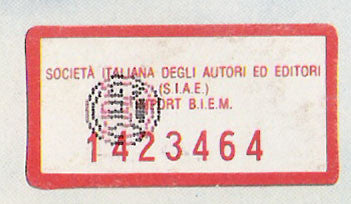 SOCIETÀ ITALIANA DEGLI AUTORI ED EDITORI
(S.I.A.E.)
IMPORT B.I.E.M.
1423464